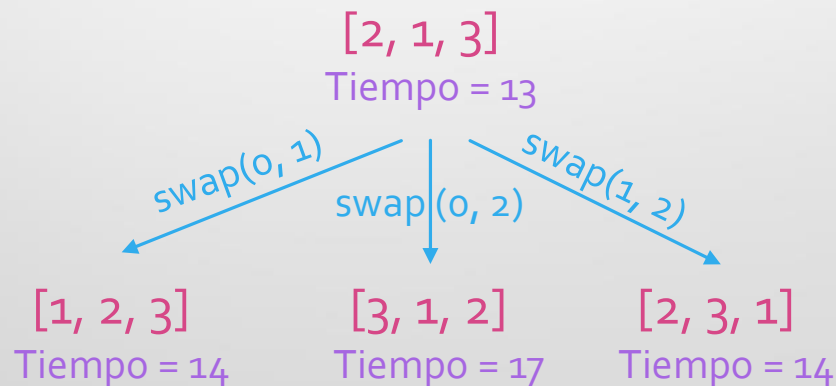 [2, 1, 3]
Tiempo = 13
swap(0, 1)
swap(0, 2)
swap(1, 2)
[1, 2, 3]
Tiempo = 14
[3, 1, 2]
Tiempo = 17
[2, 3, 1]
Tiempo = 14